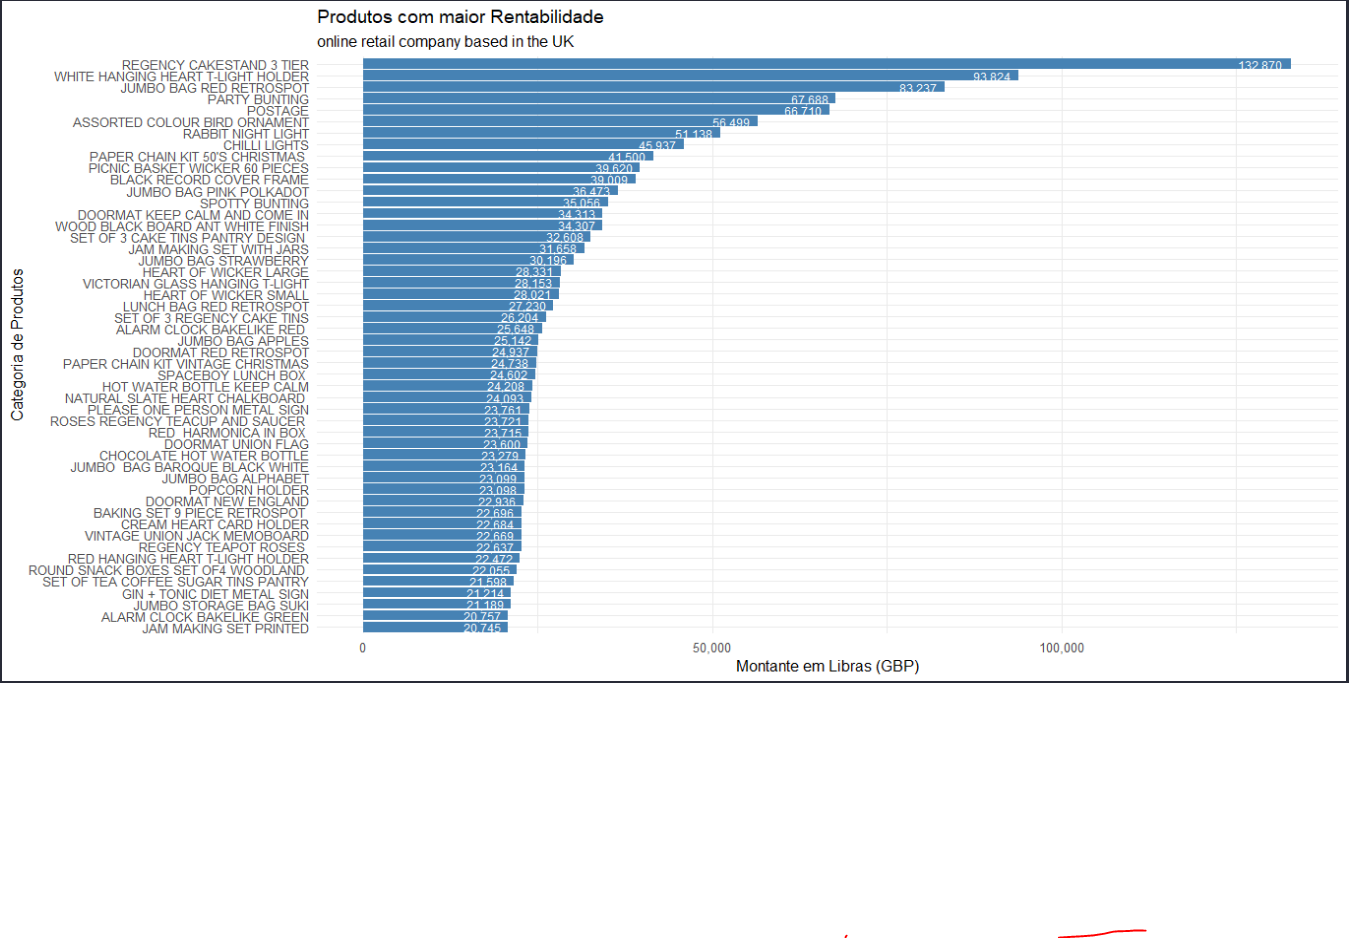 Produtos com maior Rentabilidade
online retail company based in the UK
Categoria de Produtos
REGENCY CAKESTAND 3 TIER 132,870
WHITE HANGING HEART T-LIGHT HOLDER 93,824
JUMBO BAG RED RETROSPOT 83,237
PARTY BUNTING 67,688
POSTAGE 66,710
ASSORTED COLOUR BIRD ORNAMENT 56,499
RABBIT NIGHT LIGHT 51,138
CHILLI LIGHTS 45,937
PAPER CHAIN KIT 50'S CHRISTMAS 41,500
PICNIC BASKET WICKER 60 PIECES 39,620
BLACK RECORD COVER FRAME 39,009
JUMBO BAG PINK POLKADOT 36,473
SPOTTY BUNTING 35,056
DOORMAT KEEP CALM AND COME IN 34,313
WOOD BLACK BOARD ANT WHITE FINISH 34,307
SET OF 3 CAKE TINS PANTRY DESIGN 32,608
JAM MAKING SET WITH JARS 31,658
JUMBO BAG STRAWBERRY 30,196
HEART OF WICKER LARGE 28,331
VICTORIAN GLASS HANGING T-LIGHT 28,153
HEART OF WICKER SMALL 28,021
LUNCH BAG RED RETROSPOT 27,230
SET OF 3 REGENCY CAKE TINS 26,204
ALARM CLOCK BAKELIKE RED 25,648
JUMBO BAG APPLES 25,142
DOORMAT RED RETROSPOT 24,937
PAPER CHAIN KIT VINTAGE CHRISTMAS 24,738
SPACEBOY LUNCH BOX 24,602
HOT WATER BOTTLE KEEP CALM 24,208
NATURAL SLATE HEART CHALKBOARD 24,093
PLEASE ONE PERSON METAL SIGN 23,761
ROSES REGENCY TEACUP AND SAUCER 23,721
RED  HARMONICA IN BOX 23,715
DOORMAT UNION FLAG 23,600
CHOCOLATE HOT WATER BOTTLE 23,279
JUMBO  BAG BAROQUE BLACK WHITE 23,164
JUMBO BAG ALPHABET 23,099
POPCORN HOLDER 23,098
DOORMAT NEW ENGLAND 22,936
BAKING SET 9 PIECE RETROSPOT 22,696
CREAM HEART CARD HOLDER 22,684
VINTAGE UNION JACK MEMOBOARD 22,669
REGENCY TEAPOT ROSES 22,637
RED HANGING HEART T-LIGHT HOLDER 22,472
ROUND SNACK BOXES SET OF4 WOODLAND 22,055
SET OF TEA COFFEE SUGAR TINS PANTRY 21,598
GIN + TONIC DIET METAL SIGN 21,214
JUMBO STORAGE BAG SUKI 21,189
ALARM CLOCK BAKELIKE GREEN 20,757
JAM MAKING SET PRINTED 20,745
0 50,000 100,000
Montante em Libras (GBP)